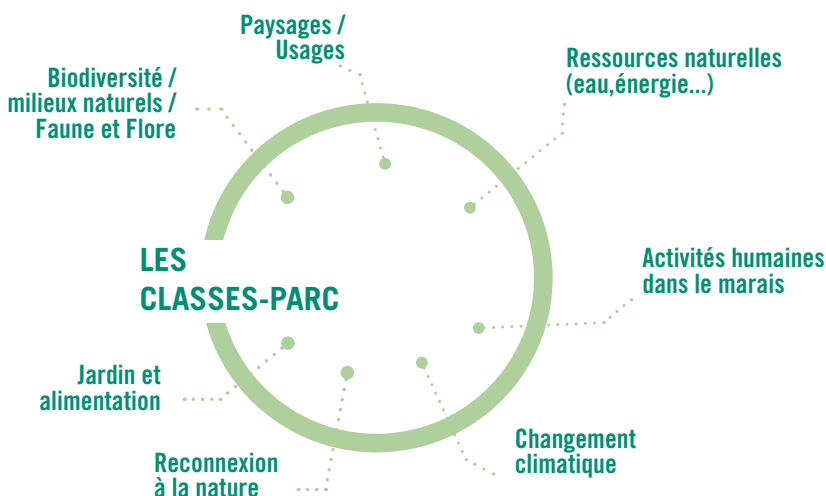 Paysages /
Usages
Ressources naturelles
(eau,énergie...)
Biodiversité /
milieux naturels /
Faune et Flore
LES
CLASSES-PARC
Activités humaines
dans le marais
Jardin et
alimentation
Changement
climatique
Reconnexion
à la nature